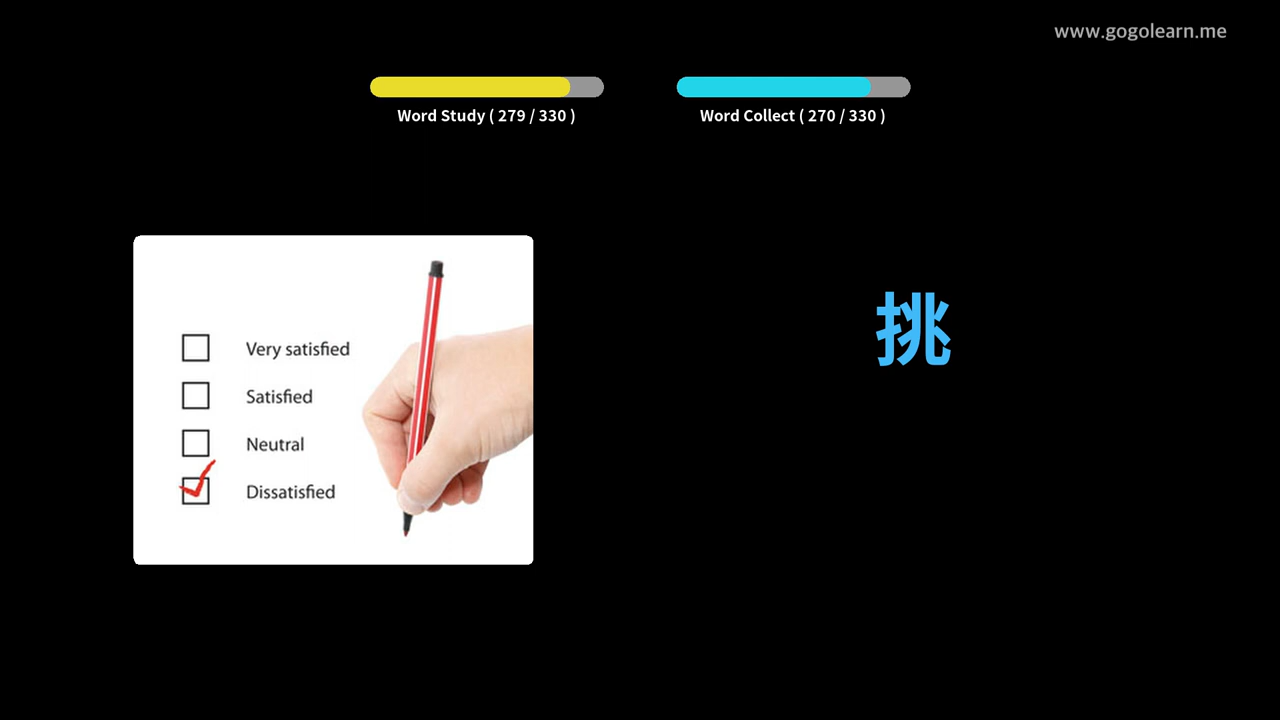 www.gogolearn.me
Word Study ( 279 / 330 )
Word Collect ( 270 / 330 )
Very satisfied
Satisfied
Neutral
Dissatisfied
挑